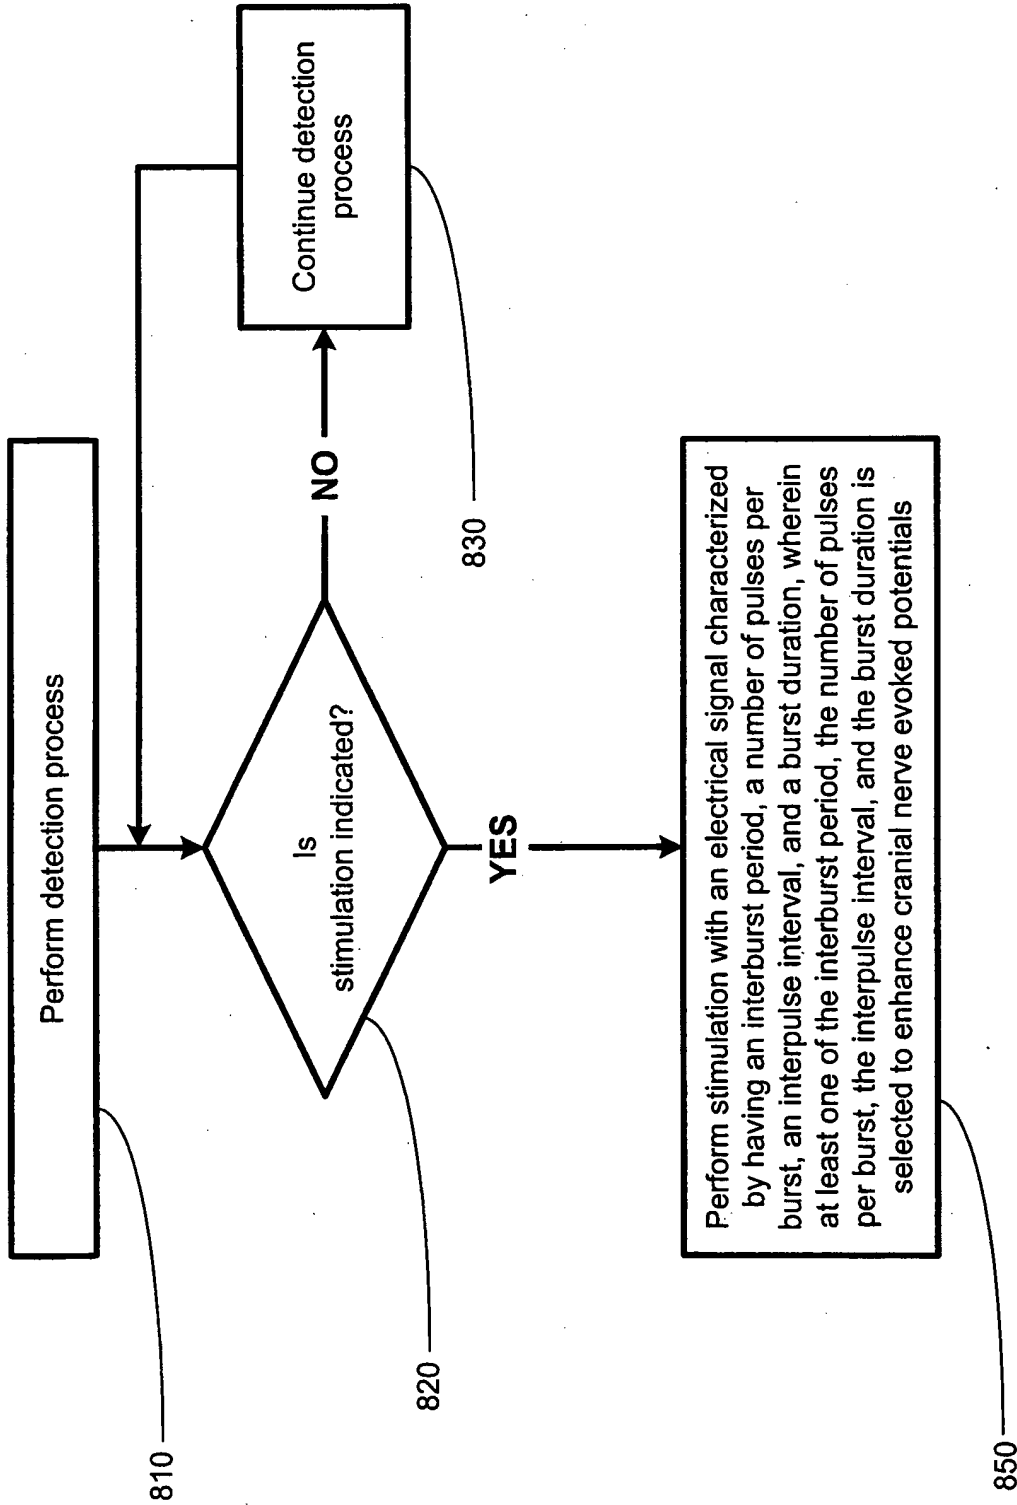 Perform detection process
810
Is
stimulation indicated?
820
NO
Continue detection
process
830
YES
Perform stimulation with an electrical signal characterized
by having an interburst period, a number of pulses per
burst, an interpulse interval, and a burst duration, wherein
at least one of the interburst period, the number of pulses
per burst, the interpulse interval, and the burst duration is
selected to enhance cranial nerve evoked potentials
850